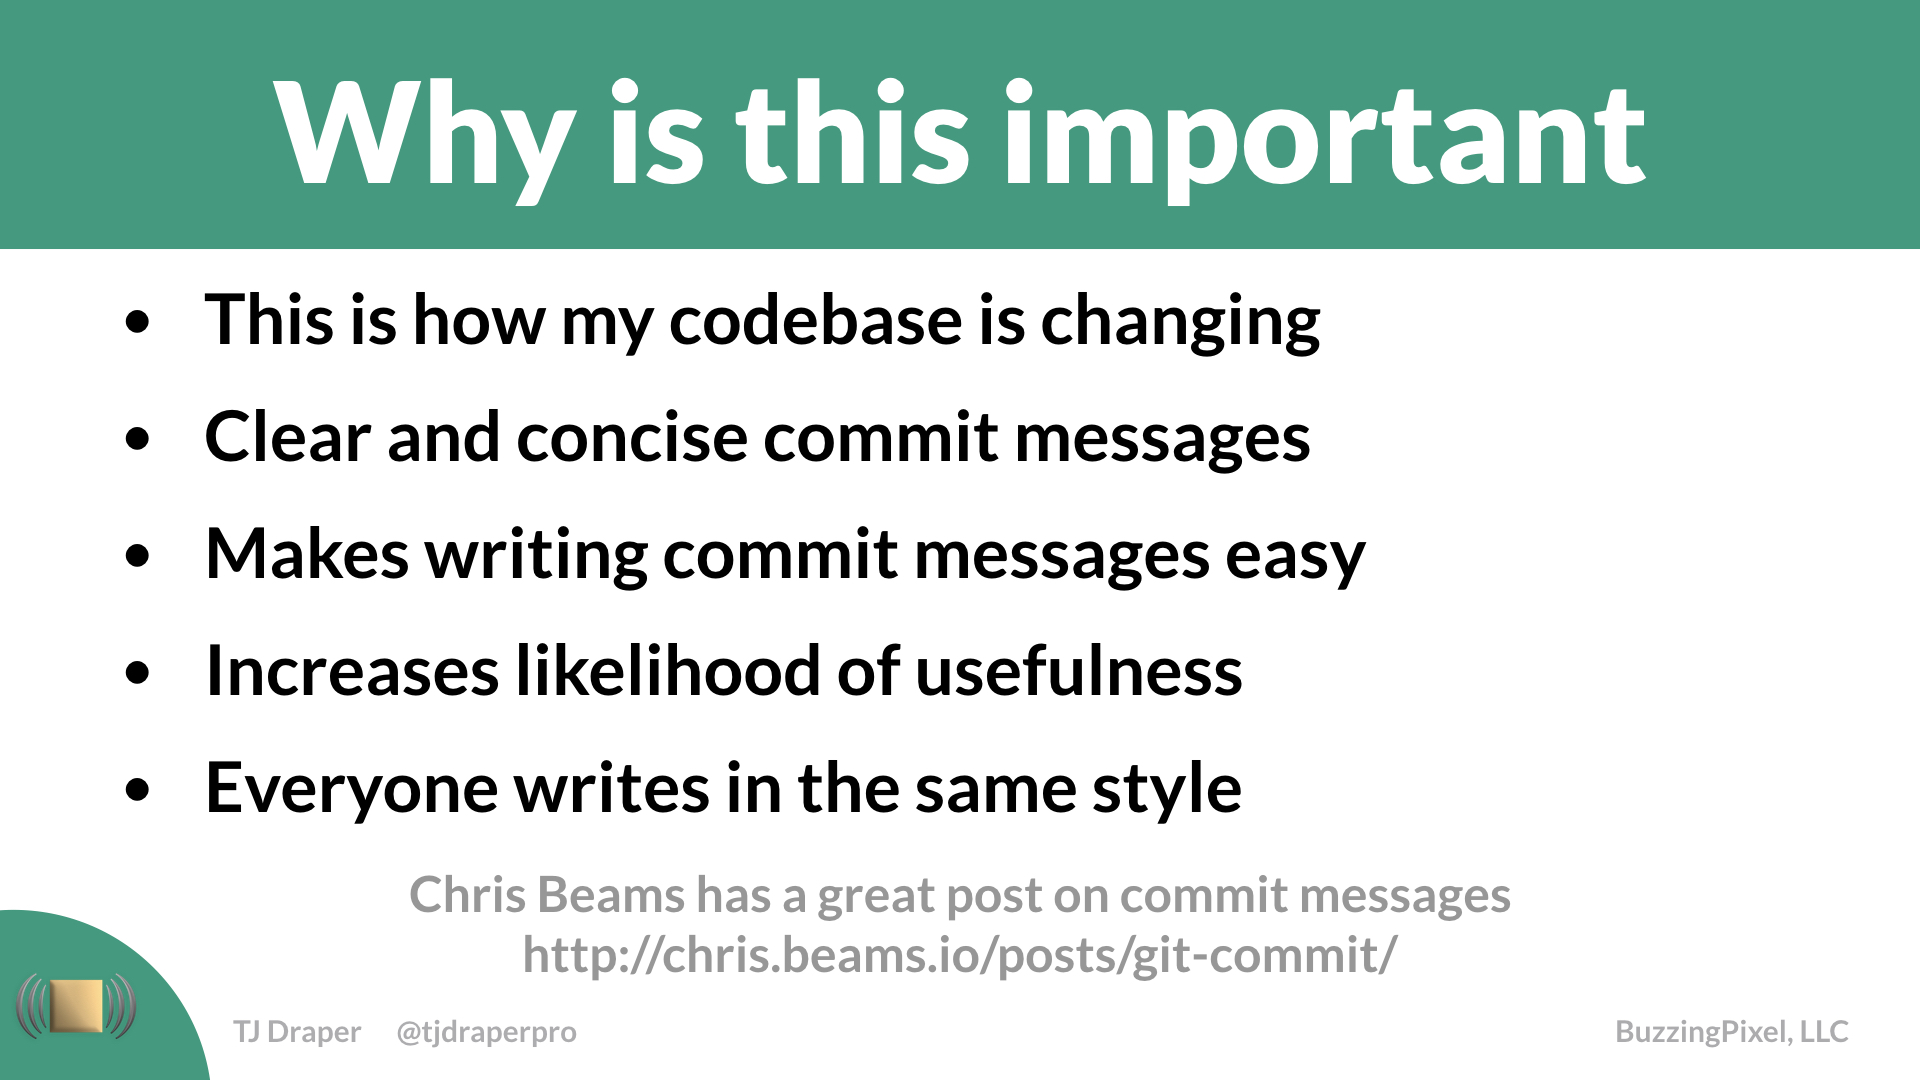 Why is this important
• This is how my codebase is changing
• Clear and concise commit messages
• Makes writing commit messages easy
• Increases likelihood of usefulness
• Everyone writes in the same style
Chris Beams has a great post on commit messages
http://chris.beams.io/posts/git-commit/
TJ Draper @tjdraperpro BuzzingPixel, LLC